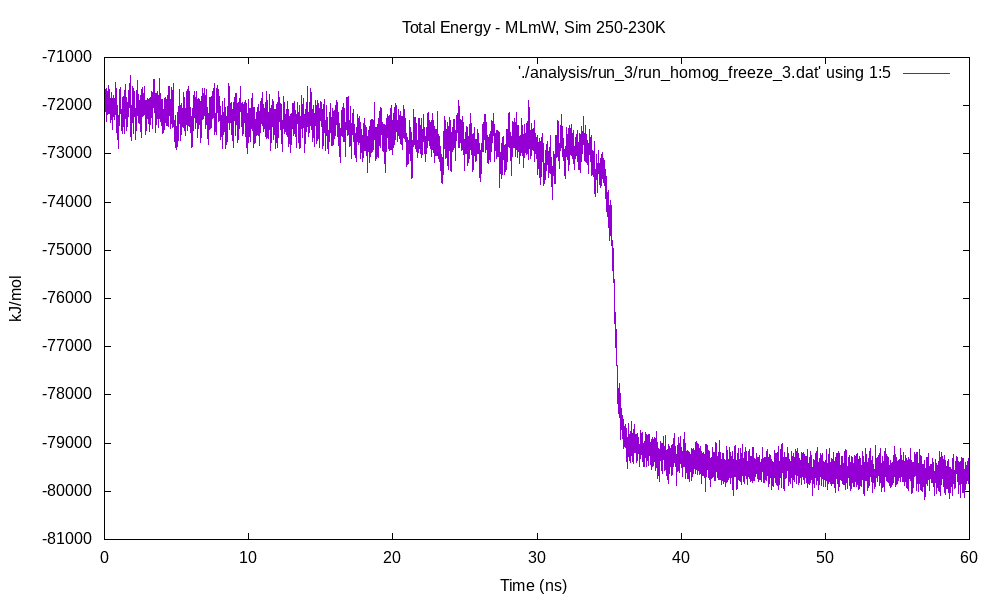 Total Energy - MLmW, Sim 250-230K
'./analysis/run_3/run_homog_freeze_3.dat' using 1:5
-71000
-72000
-73000
-74000
-75000
-76000
-77000
-78000
-79000
-80000
-81000
kJ/mol
0 10 20 30 40 50 60
Time (ns)